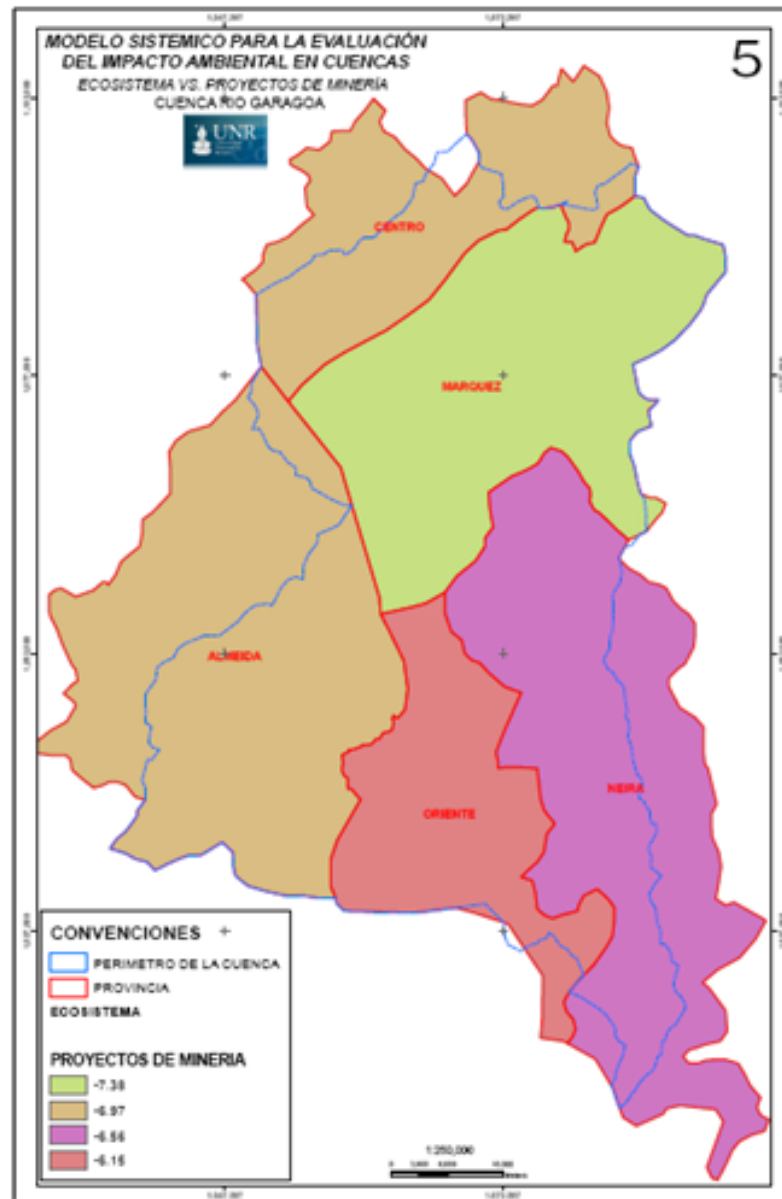 MODELO SISTEMICO PARA LA EVALUACIÓN
DEL IMPACTO AMBIENTAL EN CUENCAS
ECOSISTEMA VS. PROYECTOS DE MINERÍA
CUENCA RIO GARAGOA
UNR
5
CENTRO
MARQUEZ
ALMEIDA
ORIENTE
NEIRA
CONVENCIONES
PERIMETRO DE LA CUENCA
PROVINCIA
ECOSISTEMA
PROYECTOS DE MINERIA
-7.38
-6.97
-6.56
-6.15
1:250,000